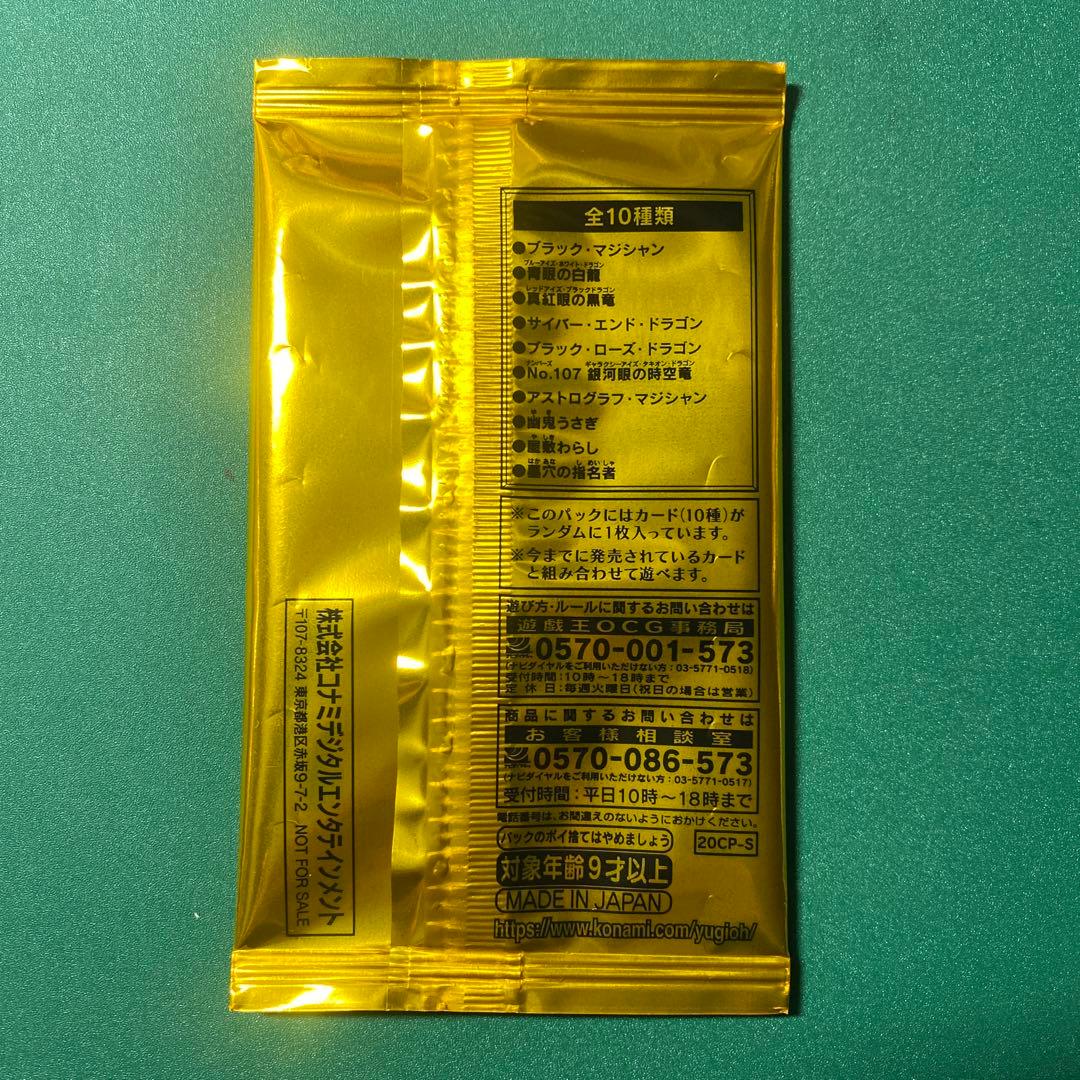 全10種類
●ブラック・マジシャン
ブルーアイズ・ホワイト・ドラゴン
●青眼の白龍
レッドアイズ・ブラックドラゴン
●真紅眼の黒竜
●サイバー・エンド・ドラゴン
●ブラック・ローズ・ドラゴン
ナンバーズ ギャラクシーアイズ・タキオン・ドラゴン
●No.107 銀河眼の時空竜
●アストログラフ・マジシャン
ゆ き
●幽鬼うさぎ
や しき
●屋敷わらし
はか あな し めい しゃ
●墓穴の指名者
※このパックにはカード(10種)が
ランダムに1枚入っています。
※今までに発売されているカード
と組み合わせて遊べます。
遊び方・ルールに関するお問い合わせは
遊戯王OCG事務局
0570-001-573
(ナビダイヤルをご利用いただけない方：03-5771-0518)
受付時間：10時～18時まで
定休日：毎週火曜日(祝日の場合は営業)
商品に関するお問い合わせは
お客様相談室
0570-086-573
(ナビダイヤルをご利用いただけない方：03-5771-0517)
受付時間：平日10時～18時まで
電話番号は、お間違えのないようにおかけください。
パックのポイ捨てはやめましょう
20CP-S
対象年齢9才以上
MADE IN JAPAN
https://www.konami.com/yugioh/
株式会社コナミデジタルエンタテインメント
〒107-8324 東京都港区赤坂9-7-2 NOT FOR SALE